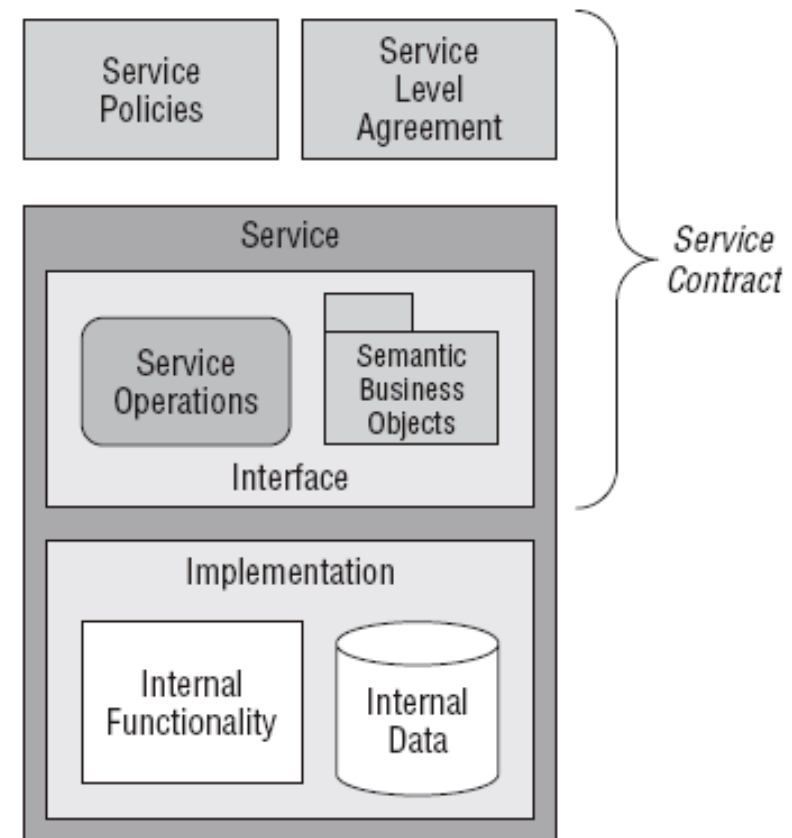 Service
Policies
Service
Level
Agreement
Service
Contract
Service
Service
Operations
Semantic
Business
Objects
Interface
Implementation
Internal
Functionality
Internal
Data